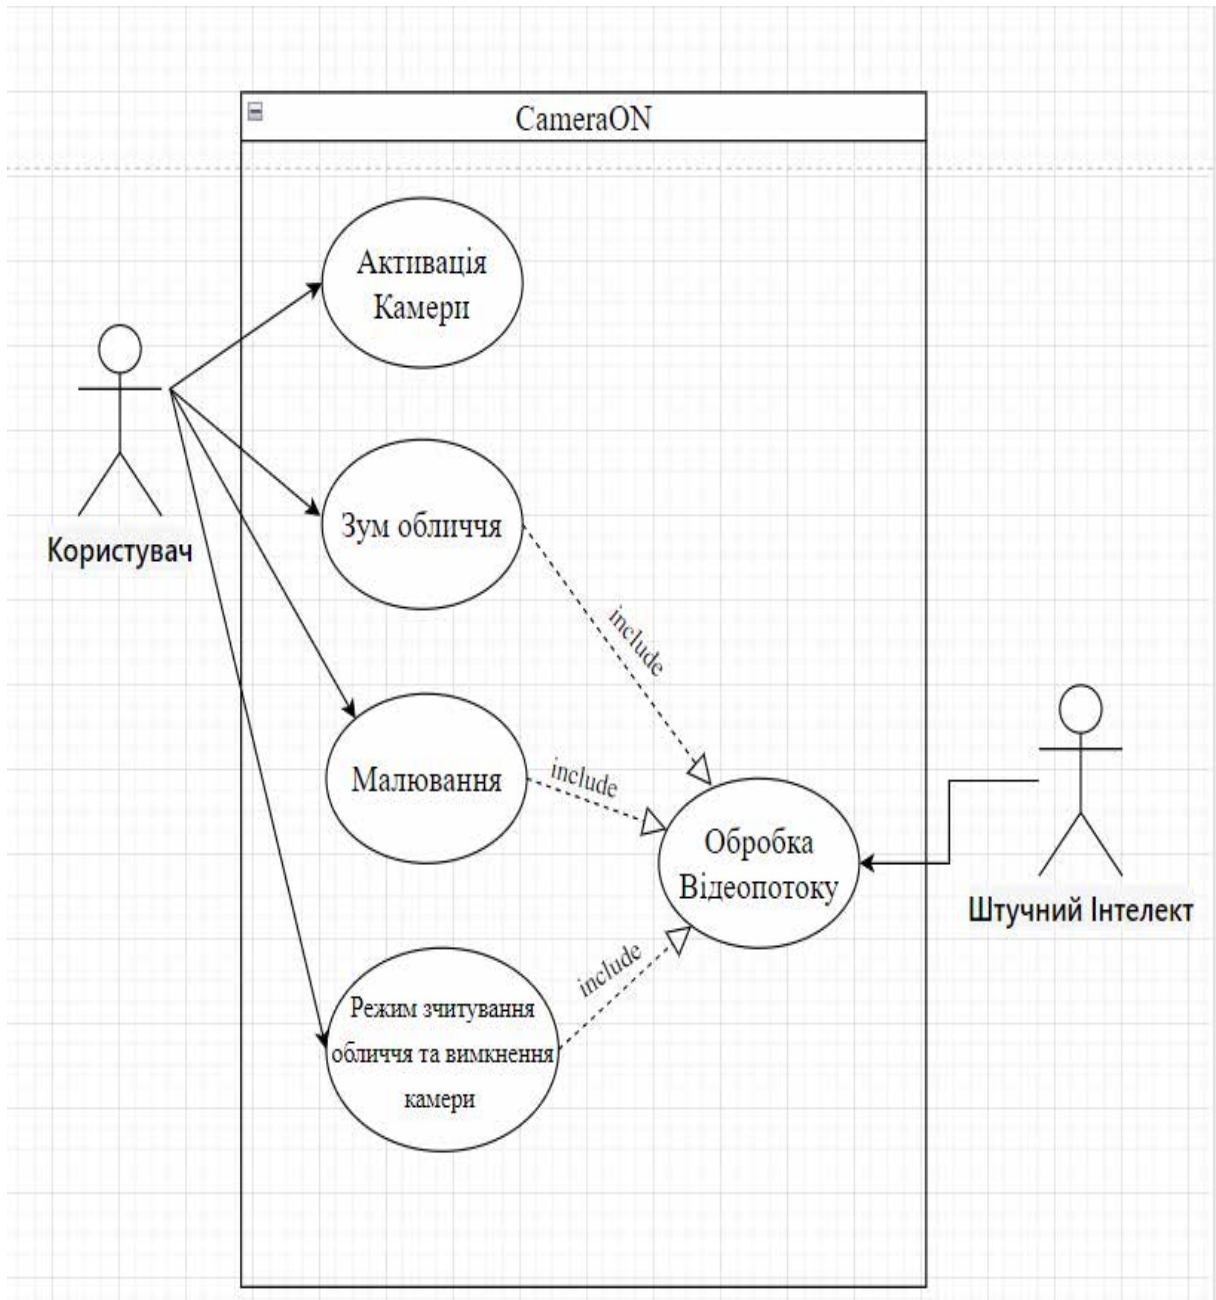 CameraON
Активація
Камери
Користувач
Зум обличчя
include
Малювання
include
Обробка
Відеопотоку
Штучний Інтелект
include
Режим зчитування
обличчя та вимкнення
камери